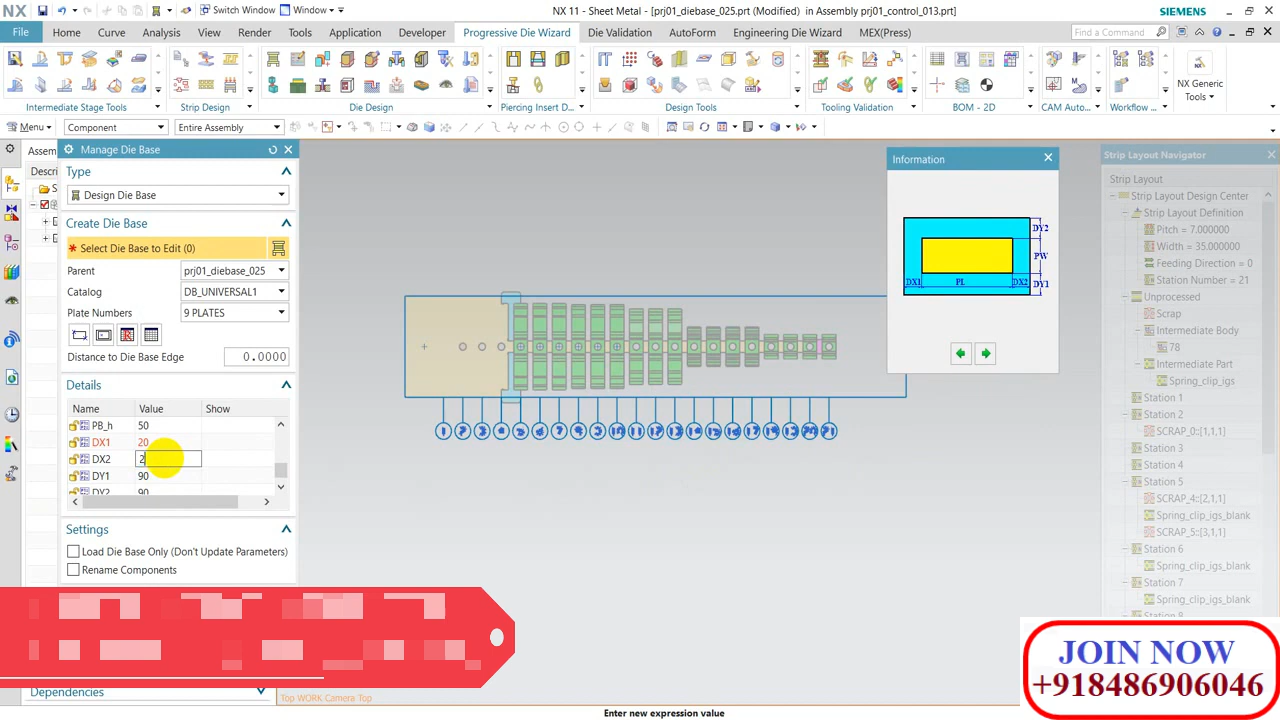 NX
Switch Window
Window
NX 11 - Sheet Metal - [prj01_diebase_025.prt (Modified) in Assembly prj01_control_013.prt]
SIEMENS
File
Home
Curve
Analysis
View
Render
Tools
Application
Developer
Progressive Die Wizard
Die Validation
AutoForm
Engineering Die Wizard
MEX(Press)
Find a Command
NX Generic
Tools
Intermediate Stage Tools
Strip Design
Die Design
Piercing Insert D...
Design Tools
Tooling Validation
BOM - 2D
CAM Auto...
Workflow ...
Menu
Component
Entire Assembly
Assem
Descri
Manage Die Base
Type
Design Die Base
Create Die Base
* Select Die Base to Edit (0)
Parent
prj01_diebase_025
Catalog
DB_UNIVERSAL1
Plate Numbers
9 PLATES
Distance to Die Base Edge
0.0000
Details
Name Value Show
PB_h 50
DX1 20
DX2 2
DY1 90
DY2 90
Settings
Load Die Base Only (Don't Update Parameters)
Rename Components
Dependencies
Information
DY2
PW
DX1 PL DX2
DY1
Strip Layout Navigator
Strip Layout
Strip Layout Design Center
Strip Layout Definition
Pitch = 7.000000
Width = 35.000000
Feeding Direction = 0
Station Number = 21
Unprocessed
Scrap
Intermediate Body
78
Intermediate Part
Spring_clip_igs
Station 1
Station 2
SCRAP_0::[1,1,1]
Station 3
Station 4
Station 5
SCRAP_4::[2,1,1]
Spring_clip_igs_blank
SCRAP_5::[3,1,1]
Station 6
Spring_clip_igs_blank
Station 7
Spring_clip_igs_blank
Station 8
Top WORK Camera Top
Enter new expression value
JOIN NOW
+918486906046